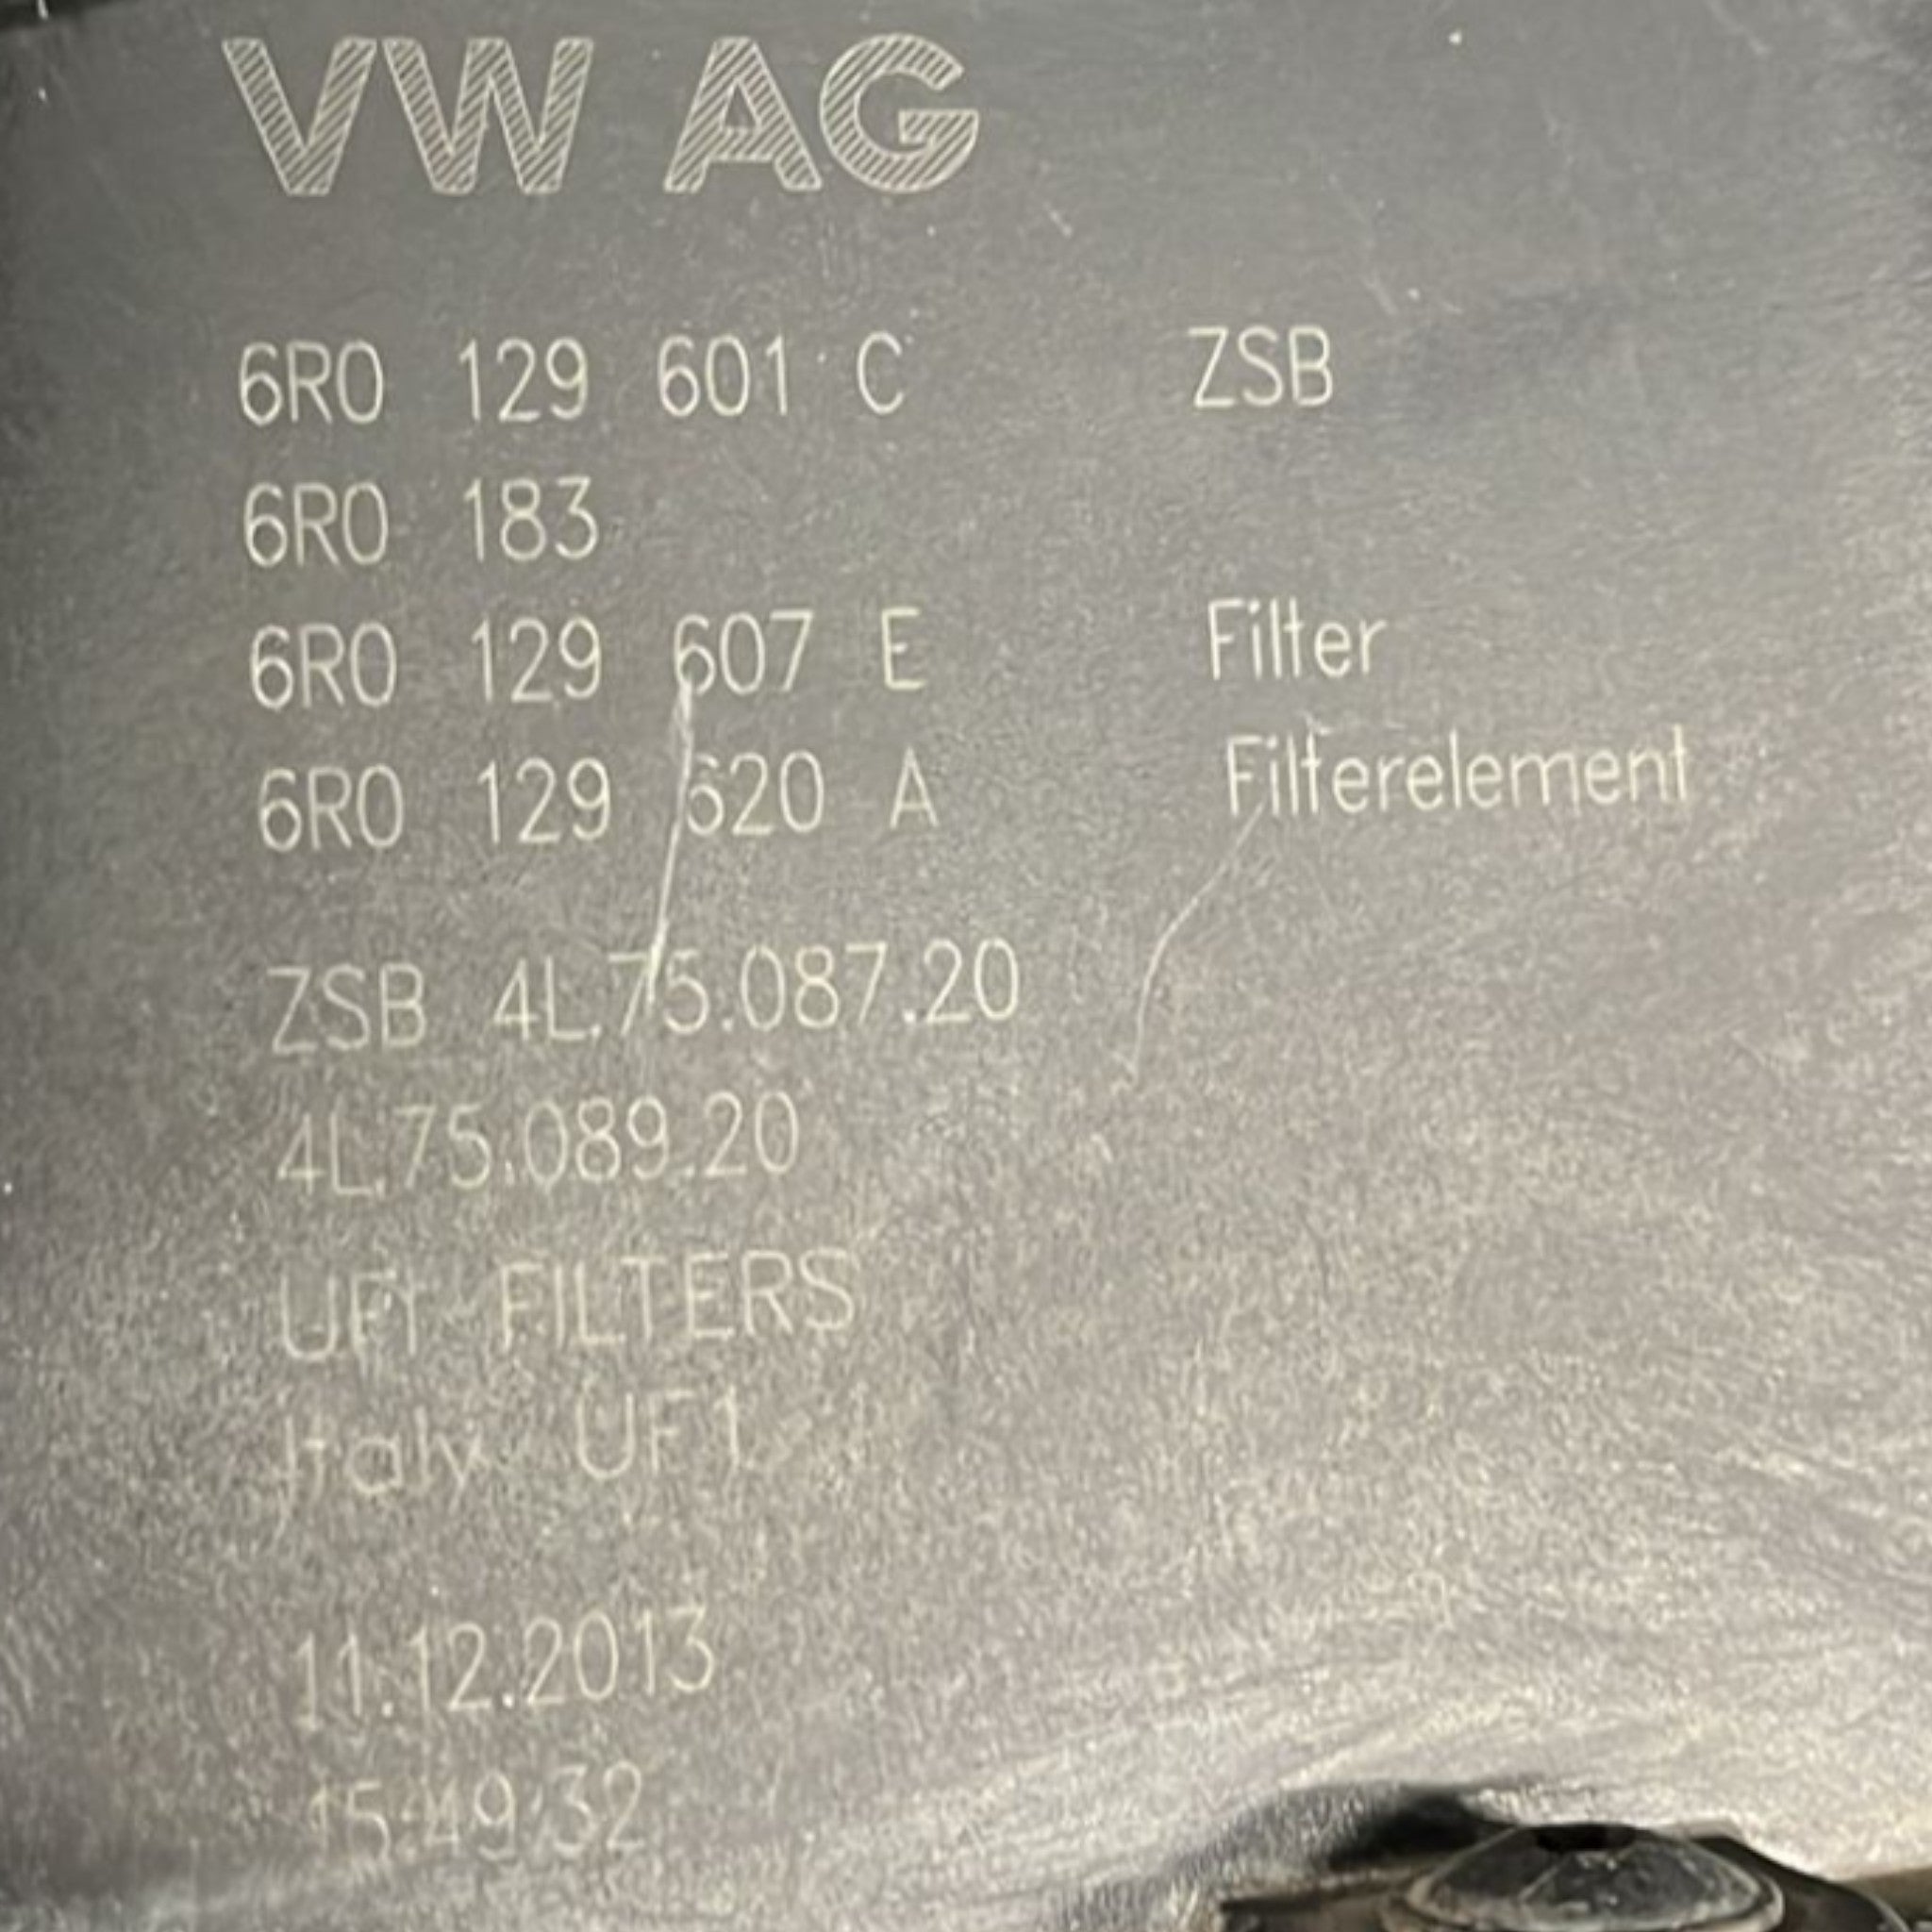 VW AG
6R0 129 601 C ZSB
6R0 183
6R0 129 607 E Filter
6R0 129 620 A Filterelement
ZSB 4L.75.087.20
4L.75.089.20
UFI FILTERS
Italy UF1
11.12.2013
15:49:32